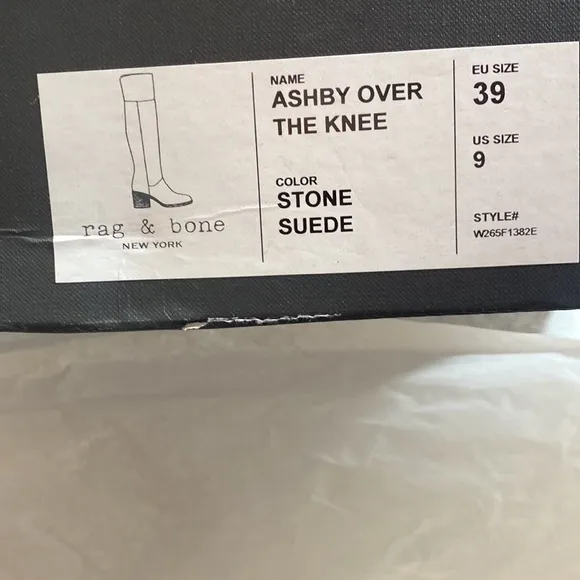 rag & bone
NEW YORK
NAME
ASHBY OVER
THE KNEE
COLOR
STONE
SUEDE
EU SIZE
39
US SIZE
9
STYLE#
W265F1382E